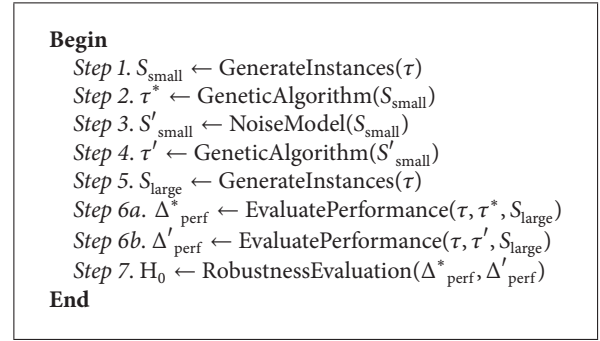 Begin
Step 1. S_small ← GenerateInstances(τ)
Step 2. τ* ← GeneticAlgorithm(S_small)
Step 3. S′_small ← NoiseModel(S_small)
Step 4. τ′ ← GeneticAlgorithm(S′_small)
Step 5. S_large ← GenerateInstances(τ)
Step 6a. Δ*_perf ← EvaluatePerformance(τ, τ*, S_large)
Step 6b. Δ′_perf ← EvaluatePerformance(τ, τ′, S_large)
Step 7. H₀ ← RobustnessEvaluation(Δ*_perf, Δ′_perf)
End